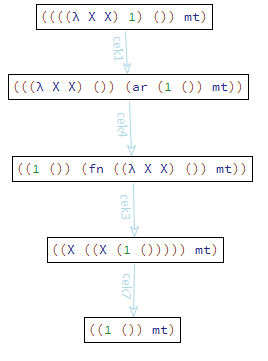 ((((λ X X) 1) ()) mt)
cek1
(((λ X X) ()) (ar (1 ()) mt))
cek4
((1 ()) (fn ((λ X X) ()) mt))
cek3
((X ((X (1 ()))))  mt)
cek7
((1 ()) mt)